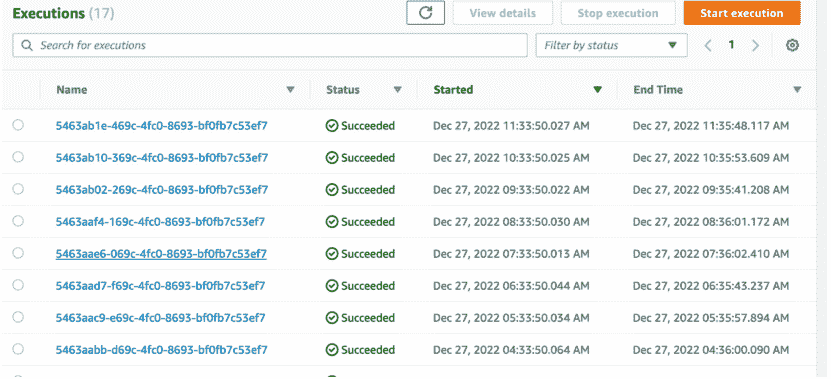 Executions (17)
View details
Stop execution
Start execution
Search for executions
Filter by status
1
Name Status Started End Time
5463ab1e-469c-4fc0-8693-bf0fb7c53ef7 Succeeded Dec 27, 2022 11:33:50.027 AM Dec 27, 2022 11:35:48.117 AM
5463ab10-369c-4fc0-8693-bf0fb7c53ef7 Succeeded Dec 27, 2022 10:33:50.025 AM Dec 27, 2022 10:35:53.609 AM
5463ab02-269c-4fc0-8693-bf0fb7c53ef7 Succeeded Dec 27, 2022 09:33:50.022 AM Dec 27, 2022 09:35:41.208 AM
5463aaf4-169c-4fc0-8693-bf0fb7c53ef7 Succeeded Dec 27, 2022 08:33:50.030 AM Dec 27, 2022 08:36:01.172 AM
5463aae6-069c-4fc0-8693-bf0fb7c53ef7 Succeeded Dec 27, 2022 07:33:50.013 AM Dec 27, 2022 07:36:02.410 AM
5463aad7-f69c-4fc0-8693-bf0fb7c53ef7 Succeeded Dec 27, 2022 06:33:50.044 AM Dec 27, 2022 06:35:43.237 AM
5463aac9-e69c-4fc0-8693-bf0fb7c53ef7 Succeeded Dec 27, 2022 05:33:50.034 AM Dec 27, 2022 05:35:57.894 AM
5463aabb-d69c-4fc0-8693-bf0fb7c53ef7 Succeeded Dec 27, 2022 04:33:50.064 AM Dec 27, 2022 04:36:00.090 AM